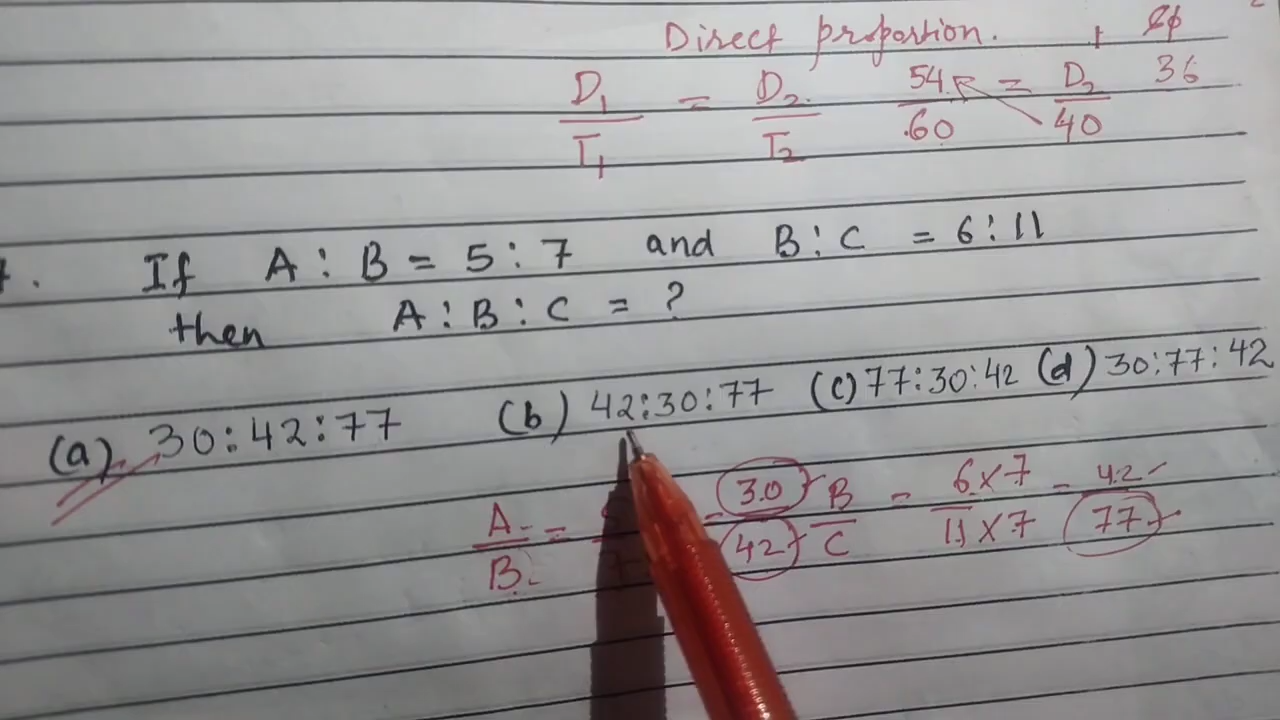 Direct proportion.
D1/T1 = D2/T2 54/60 = D2/40 36
If A : B = 5 : 7 and B : C = 6 : 11
then A : B : C = ?
(a) 30:42:77 (b) 42:30:77 (c) 77:30:42 (d) 30:77:42
A/B = 30/42 B/C = 6×7/11×7 = 42/77